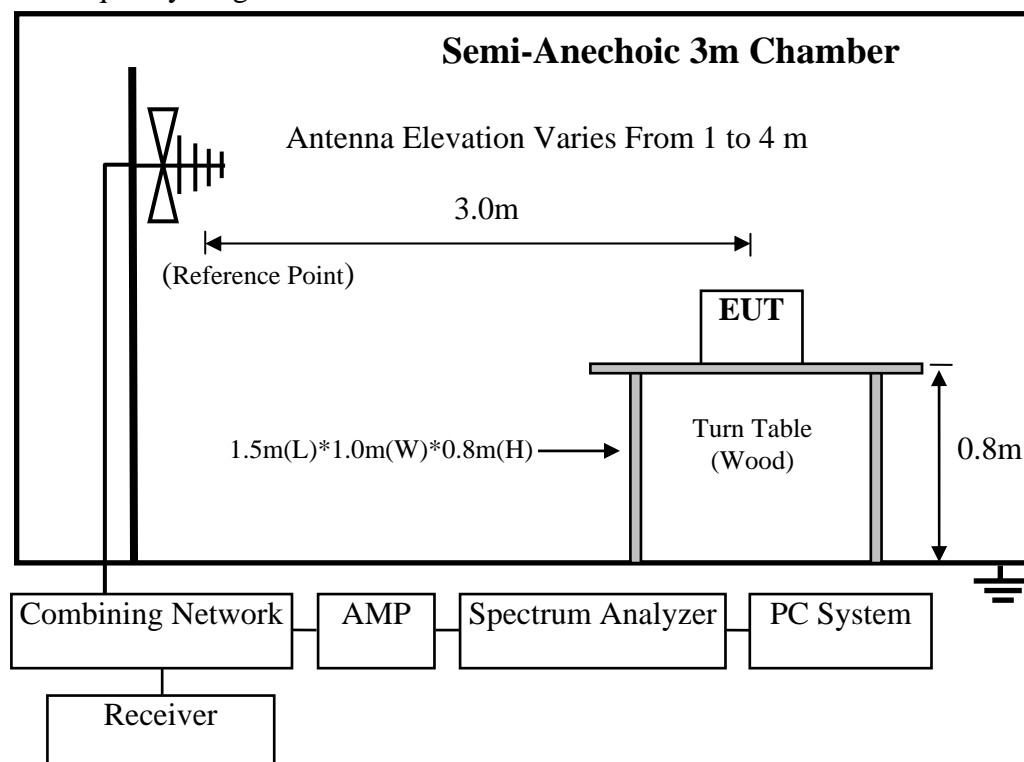 Semi-Anechoic 3m Chamber
Antenna Elevation Varies From 1 to 4 m
3.0m
(Reference Point)
EUT
1.5m(L)*1.0m(W)*0.8m(H)
Turn Table
(Wood)
0.8m
Combining Network
AMP
Spectrum Analyzer
PC System
Receiver